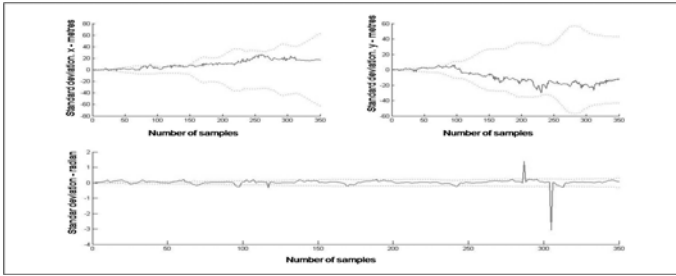 Standard deviation, x - metres
80
60
40
20
0
-20
-40
-60
-80
0 50 100 150 200 250 300 350
Number of samples
Standard deviation, y - metres
60
40
20
0
-20
-40
-60
0 50 100 150 200 250 300 350
Number of samples
Standar deviation - radian
2
1
0
-1
-2
-3
-4
0 50 100 150 200 250 300 350
Number of samples